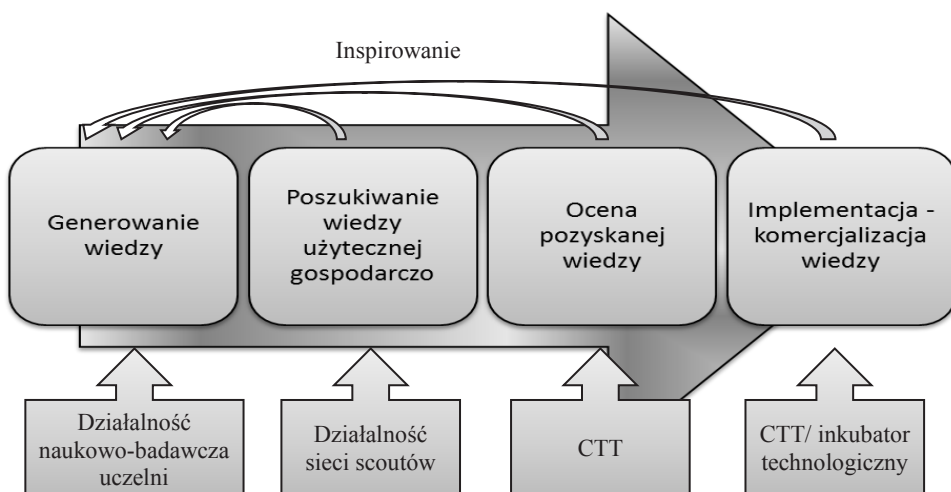 Inspirowanie
Generowanie
wiedzy
Poszukiwanie
wiedzy
użytecznej
gospodarczo
Ocena
pozyskanej
wiedzy
Implementacja -
komercjalizacja
wiedzy
Działalność
naukowo-badawcza
uczelni
Działalność
sieci scoutów
CTT
CTT/ inkubator
technologiczny